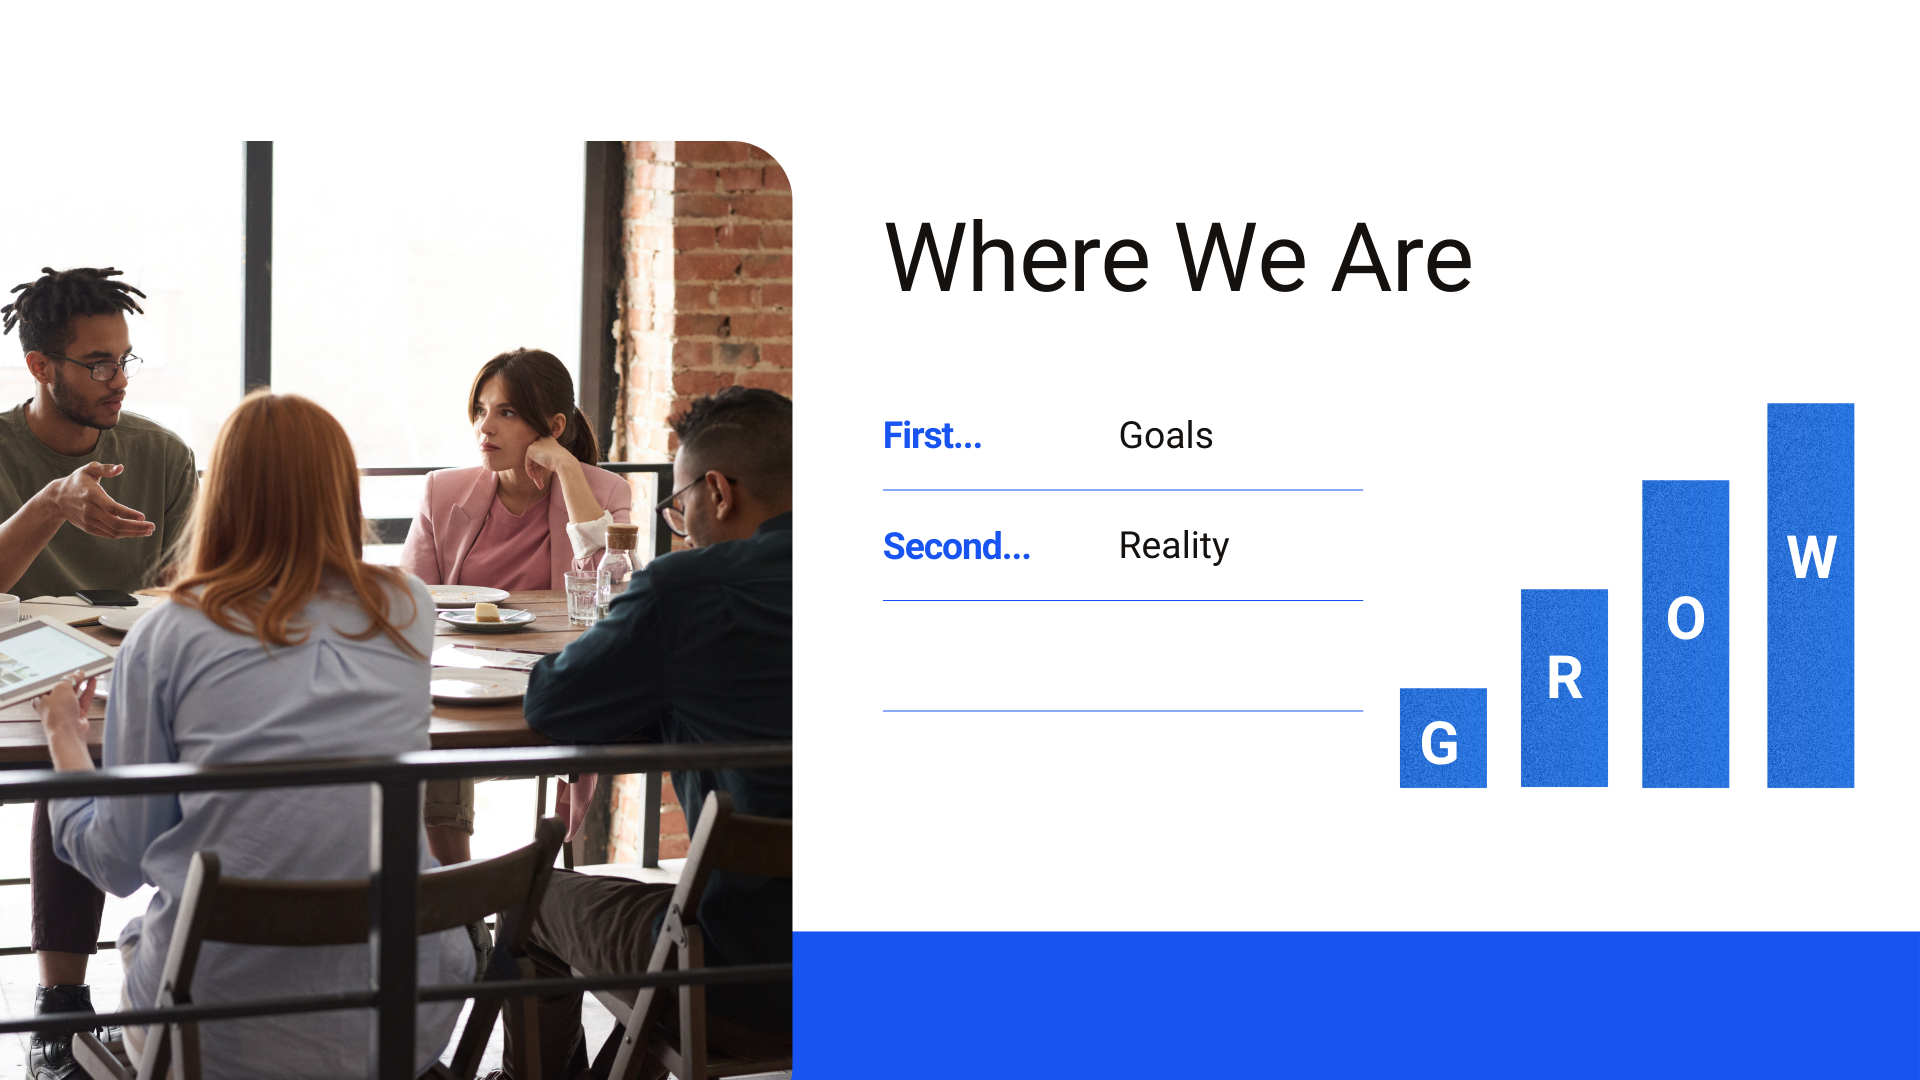 Where We Are
First... Goals
Second... Reality
G R O W